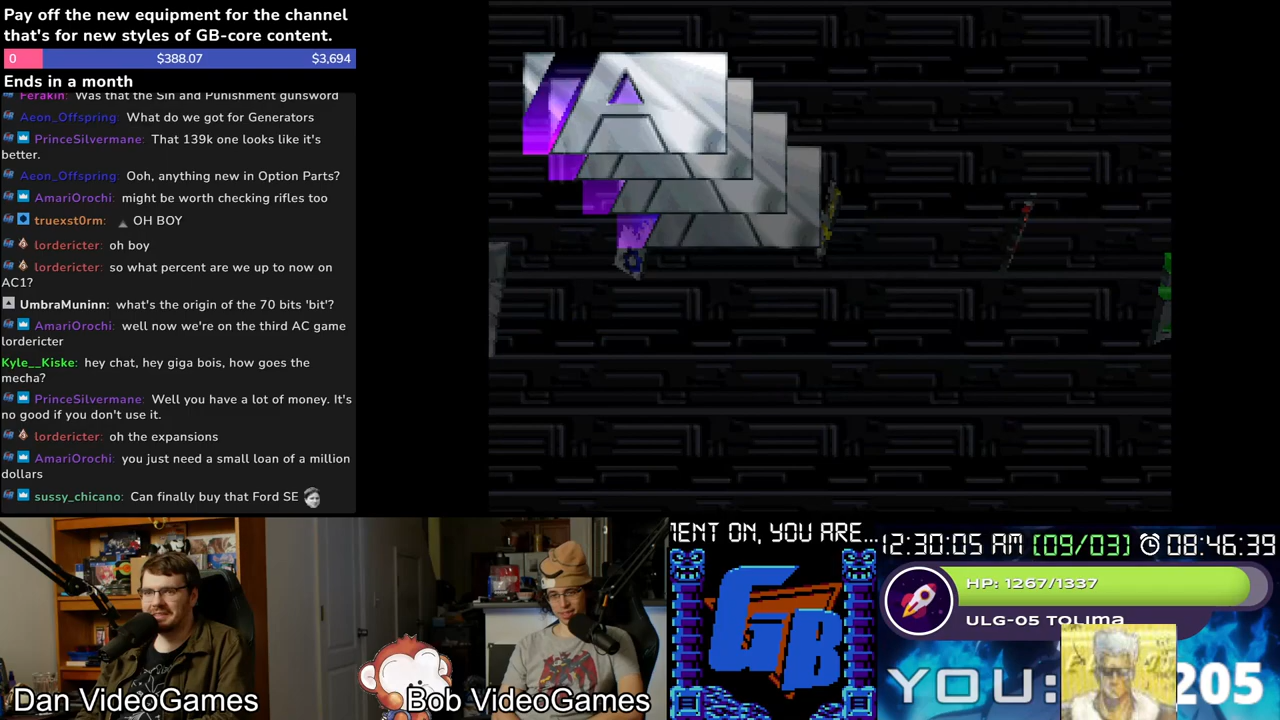 Pay off the new equipment for the channel
that's for new styles of GB-core content.
0 $388.07 $3,694
Ends in a month
Ferakin: Was that the Sin and Punishment gunsword
Aeon_Offspring: What do we got for Generators
PrinceSilvermane: That 139k one looks like it's
better.
Aeon_Offspring: Ooh, anything new in Option Parts?
AmariOrochi: might be worth checking rifles too
truexst0rm: OH BOY
lordericter: oh boy
lordericter: so what percent are we up to now on
AC1?
UmbraMuninn: what's the origin of the 70 bits 'bit'?
AmariOrochi: well now we're on the third AC game
lordericter
Kyle__Kiske: hey chat, hey giga bois, how goes the
mecha?
PrinceSilvermane: Well you have a lot of money. It's
no good if you don't use it.
lordericter: oh the expansions
AmariOrochi: you just need a small loan of a million
dollars
sussy_chicano: Can finally buy that Ford SE
A
MENT ON, YOU ARE...
12:30:05 AM [09/03] 08:46:39
HP: 1267/1337
ULG-05 TOLIMA
GB
YOU: 205
Dan VideoGames
Bob VideoGames